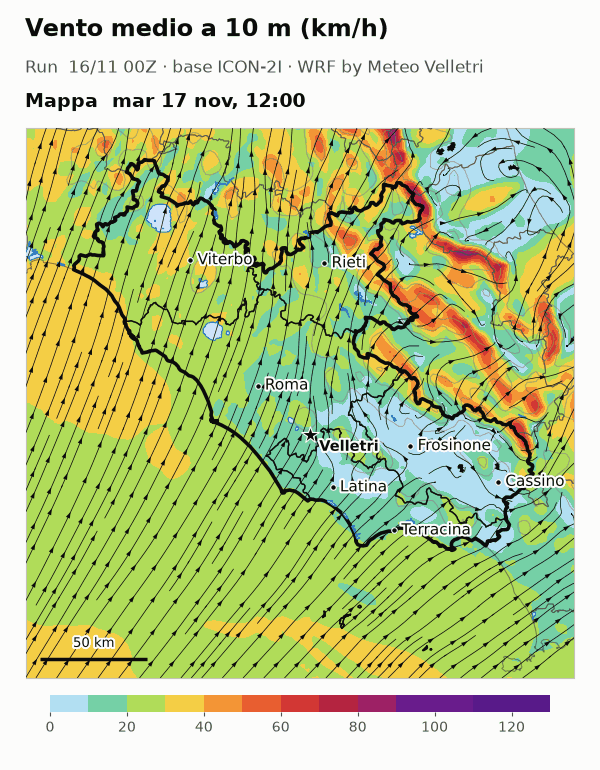 Vento medio a 10 m (km/h)
Run  16/11 00Z · base ICON-2I · WRF by Meteo Velletri
Mappa  mar 17 nov, 12:00
Viterbo
Rieti
Roma
Velletri
Frosinone
Latina
Cassino
Terracina
50 km
0 20 40 60 80 100 120